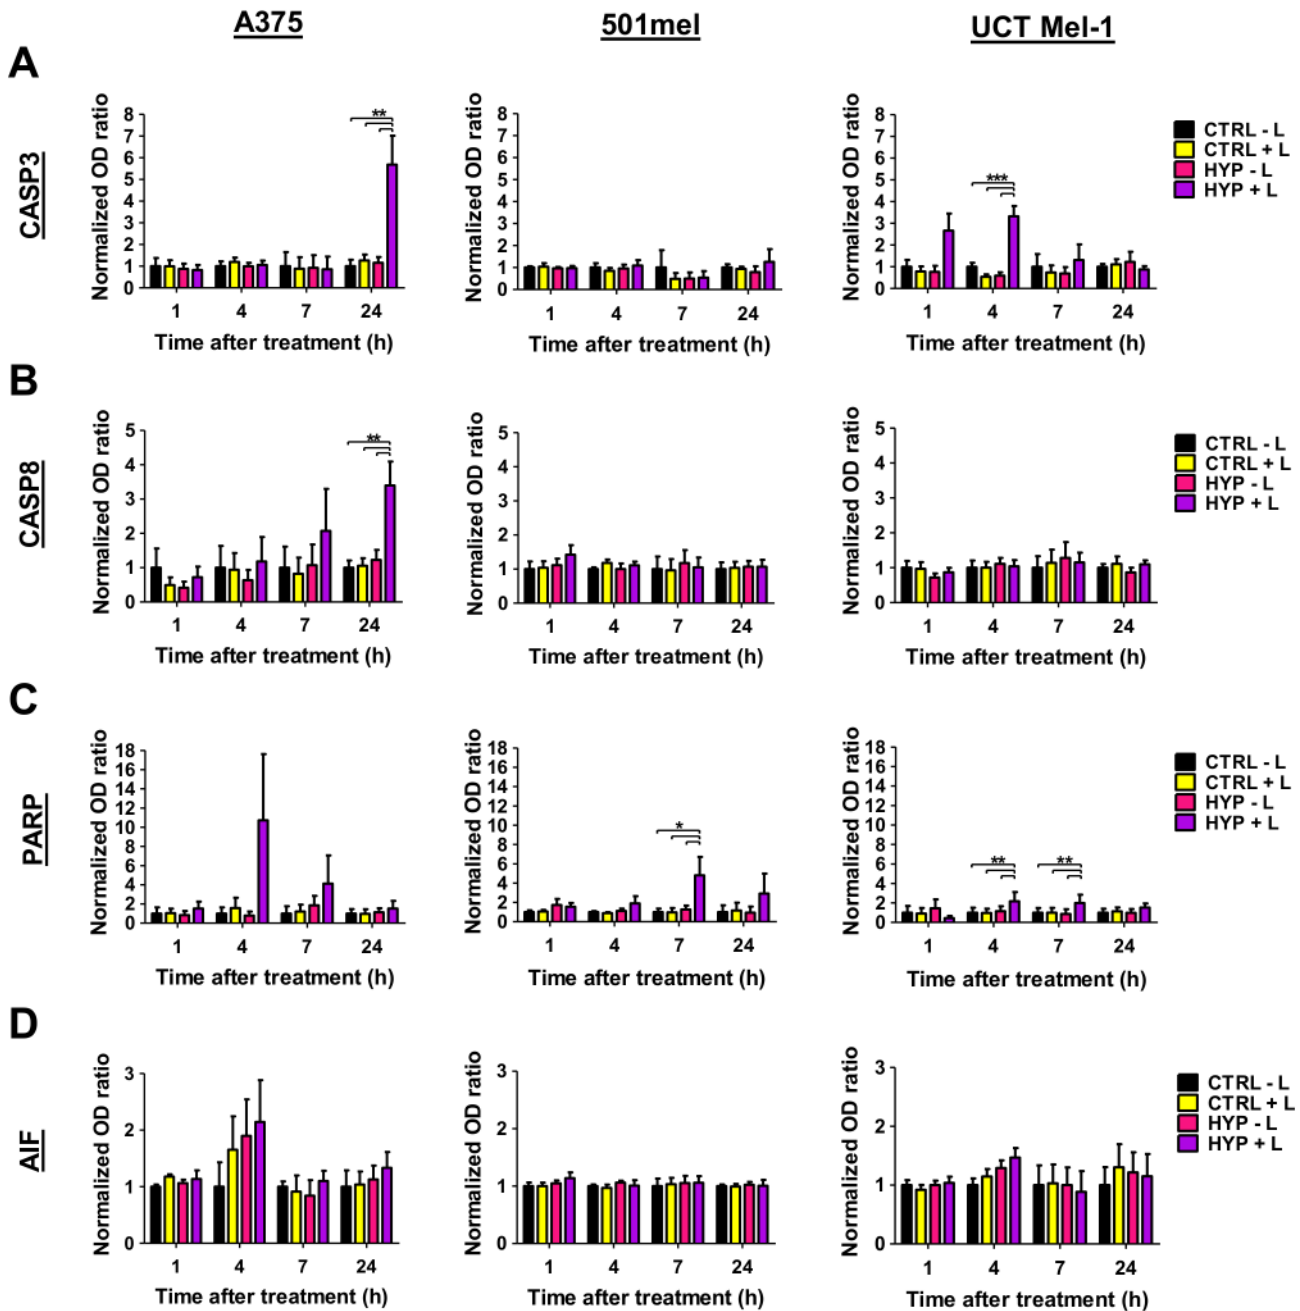 A375 501mel UCT Mel-1
A
CASP3
Normalized OD ratio
8
7
6
5
4
3
2
1
0
**
1 4 7 24
Time after treatment (h)
Normalized OD ratio
8
7
6
5
4
3
2
1
0
1 4 7 24
Time after treatment (h)
Normalized OD ratio
8
7
6
5
4
3
2
1
0
***
1 4 7 24
Time after treatment (h)
CTRL - L
CTRL + L
HYP - L
HYP + L
B
CASP8
Normalized OD ratio
5
4
3
2
1
0
**
1 4 7 24
Time after treatment (h)
Normalized OD ratio
5
4
3
2
1
0
1 4 7 24
Time after treatment (h)
Normalized OD ratio
5
4
3
2
1
0
1 4 7 24
Time after treatment (h)
CTRL - L
CTRL + L
HYP - L
HYP + L
C
PARP
Normalized OD ratio
18
16
14
12
10
8
6
4
2
0
1 4 7 24
Time after treatment (h)
Normalized OD ratio
18
16
14
12
10
8
6
4
2
0
*
1 4 7 24
Time after treatment (h)
Normalized OD ratio
18
16
14
12
10
8
6
4
2
0
** **
1 4 7 24
Time after treatment (h)
CTRL - L
CTRL + L
HYP - L
HYP + L
D
AIF
Normalized OD ratio
3
2
1
0
1 4 7 24
Time after treatment (h)
Normalized OD ratio
3
2
1
0
1 4 7 24
Time after treatment (h)
Normalized OD ratio
3
2
1
0
1 4 7 24
Time after treatment (h)
CTRL - L
CTRL + L
HYP - L
HYP + L